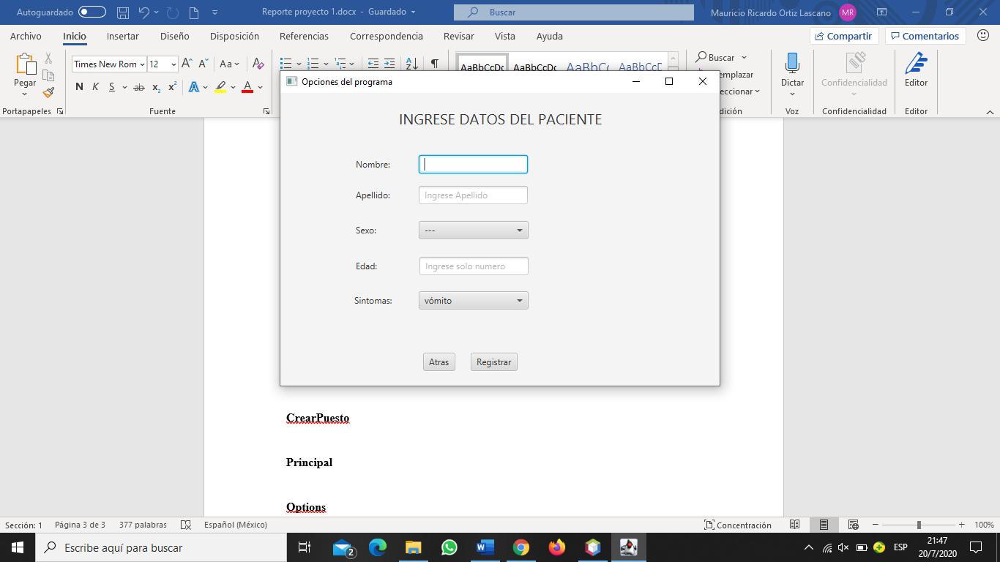 Autoguardado
Reporte proyecto 1.docx - Guardado
Buscar
Mauricio Ricardo Ortiz Lascano
MR
Archivo Inicio Insertar Diseño Disposición Referencias Correspondencia Revisar Vista Ayuda
Compartir
Comentarios
Times New Rom 12 Aa
AaBbCcDc AaBbCcDc AaBbCc AaBbCcD
Buscar
Pegar
Dictar
Confidencialidad
Editor
N K S ab x₂ x² A A
Portapapeles Fuente Voz Confidencialidad Editor
Opciones del programa
INGRESE DATOS DEL PACIENTE
Nombre:
Apellido: Ingrese Apellido
Sexo: ---
Edad: Ingrese solo numero
Sintomas: vómito
Atras Registrar
CrearPuesto
Principal
Options
Sección: 1 Página 3 de 3 377 palabras Español (México) Concentración 100%
Escribe aquí para buscar
2
ESP
21:47
20/7/2020